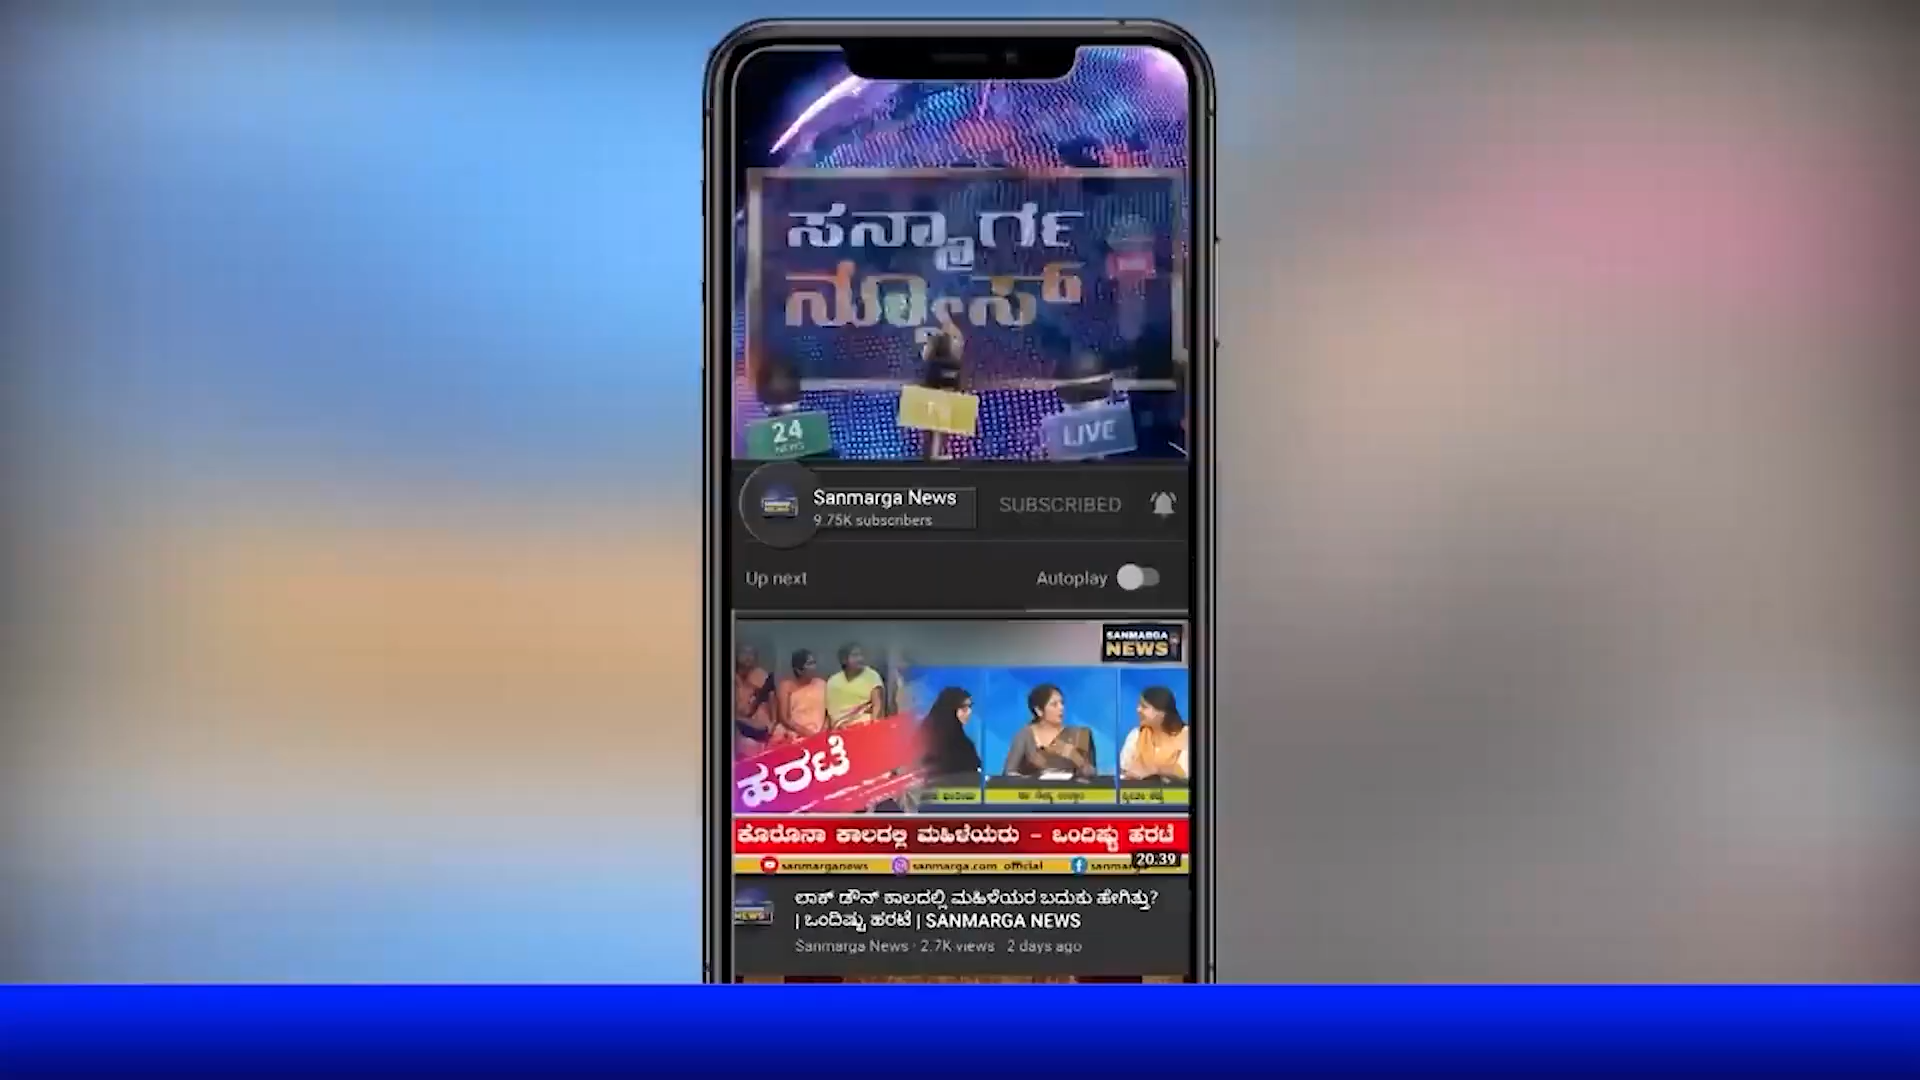 ಸನ್ಮಾರ್ಗ
ನ್ಯೂಸ್
24
NEWS
LIVE
Sanmarga News
9.75K subscribers
SUBSCRIBED
Up next
Autoplay
SANMARGA
NEWS
ಹರಟೆ
ಕೊರೊನಾ ಕಾಲದಲ್ಲಿ ಮಹಿಳೆಯರು - ಒಂದಿಷ್ಟು ಹರಟೆ
sanmarganews sanmarga.com_official
20:39
NEWS
ಲಾಕ್ ಡೌನ್ ಕಾಲದಲ್ಲಿ ಮಹಿಳೆಯರ ಬದುಕು ಹೇಗಿತ್ತು?
| ಒಂದಿಷ್ಟು ಹರಟೆ | SANMARGA NEWS
Sanmarga News · 2.7K views · 2 days ago